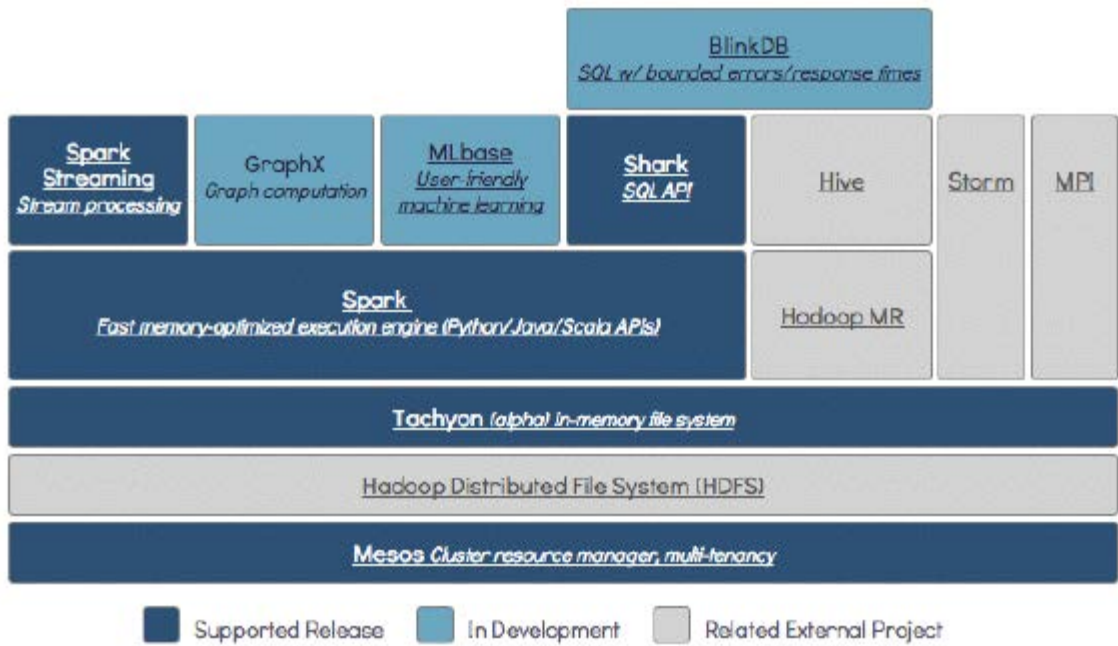 BlinkDB
SQL w/ bounded errors/response times
Spark
Streaming
Stream processing
GraphX
Graph computation
MLbase
User-friendly
machine learning
Shark
SQL API
Hive
Storm
MPI
Spark
Fast memory-optimized execution engine (Python/Java/Scala APIs)
Hadoop MR
Tachyon (alpha) In-memory file system
Hadoop Distributed File System (HDFS)
Mesos Cluster resource manager, multi-tenancy
Supported Release
In Development
Related External Project